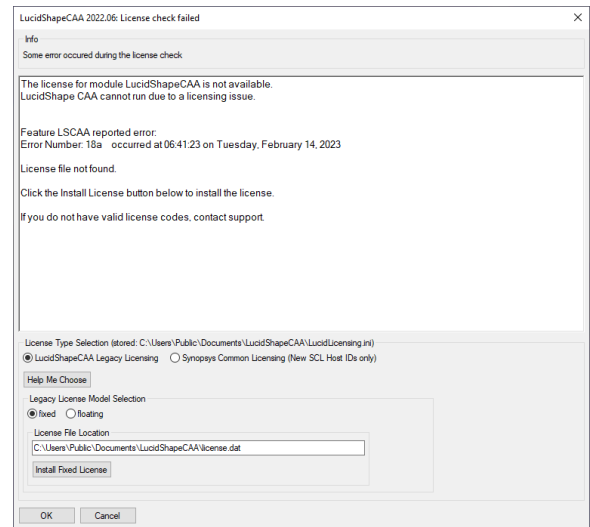 LucidShapeCAA 2022.06: License check failed
Info
Some error occured during the license check
The license for module LucidShapeCAA is not available.
LucidShape CAA cannot run due to a licensing issue.
Feature LSCAA reported error:
Error Number: 18a occurred at 06:41:23 on Tuesday, February 14, 2023
License file not found.
Click the Install License button below to install the license.
If you do not have valid license codes, contact support.
License Type Selection (stored: C:\Users\Public\Documents\LucidShapeCAA\LucidLicensing.ini)
LucidShapeCAA Legacy Licensing Synopsys Common Licensing (New SCL Host IDs only)
Help Me Choose
Legacy License Model Selection
fixed floating
License File Location
C:\Users\Public\Documents\LucidShapeCAA\license.dat
Install Fixed License
OK Cancel